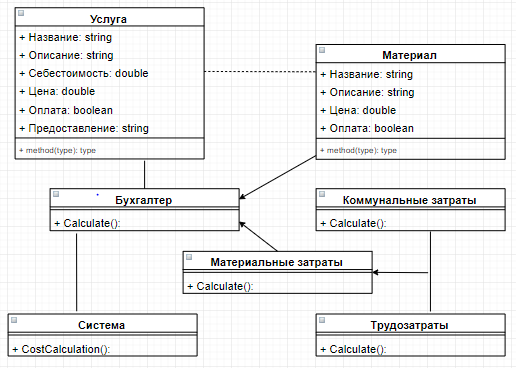 Услуга
+ Название: string
+ Описание: string
+ Себестоимость: double
+ Цена: double
+ Оплата: boolean
+ Предоставление: string
+ method(type): type
Материал
+ Название: string
+ Описание: string
+ Цена: double
+ Оплата: boolean
+ method(type): type
Бухгалтер
+ Calculate():
Коммунальные затраты
+ Calculate():
Материальные затраты
+ Calculate():
Система
+ CostCalculation():
Трудозатраты
+ Calculate():